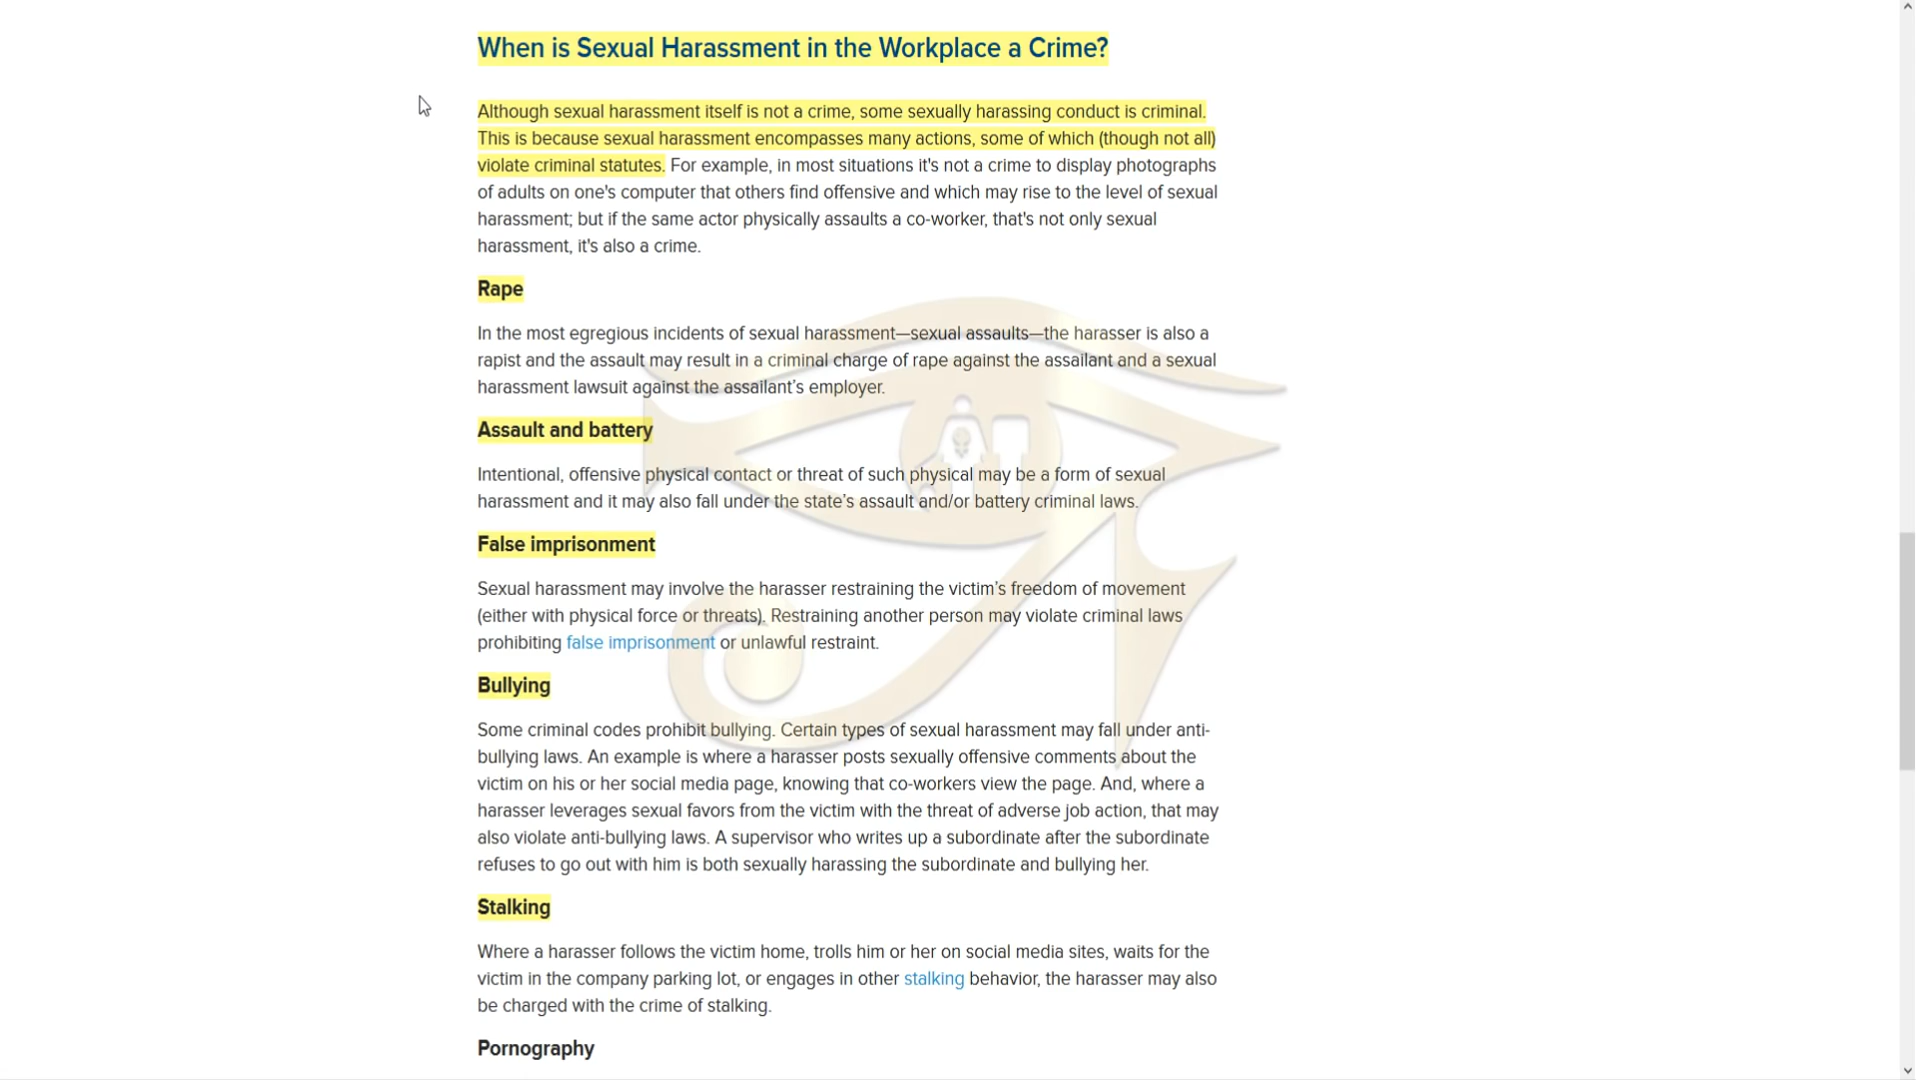 When is Sexual Harassment in the Workplace a Crime?
Although sexual harassment itself is not a crime, some sexually harassing conduct is criminal.
This is because sexual harassment encompasses many actions, some of which (though not all)
violate criminal statutes. For example, in most situations it's not a crime to display photographs
of adults on one's computer that others find offensive and which may rise to the level of sexual
harassment; but if the same actor physically assaults a co-worker, that's not only sexual
harassment, it's also a crime.
Rape
In the most egregious incidents of sexual harassment—sexual assaults—the harasser is also a
rapist and the assault may result in a criminal charge of rape against the assailant and a sexual
harassment lawsuit against the assailant's employer.
Assault and battery
Intentional, offensive physical contact or threat of such physical may be a form of sexual
harassment and it may also fall under the state's assault and/or battery criminal laws.
False imprisonment
Sexual harassment may involve the harasser restraining the victim's freedom of movement
(either with physical force or threats). Restraining another person may violate criminal laws
prohibiting false imprisonment or unlawful restraint.
Bullying
Some criminal codes prohibit bullying. Certain types of sexual harassment may fall under anti-
bullying laws. An example is where a harasser posts sexually offensive comments about the
victim on his or her social media page, knowing that co-workers view the page. And, where a
harasser leverages sexual favors from the victim with the threat of adverse job action, that may
also violate anti-bullying laws. A supervisor who writes up a subordinate after the subordinate
refuses to go out with him is both sexually harassing the subordinate and bullying her.
Stalking
Where a harasser follows the victim home, trolls him or her on social media sites, waits for the
victim in the company parking lot, or engages in other stalking behavior, the harasser may also
be charged with the crime of stalking.
Pornography